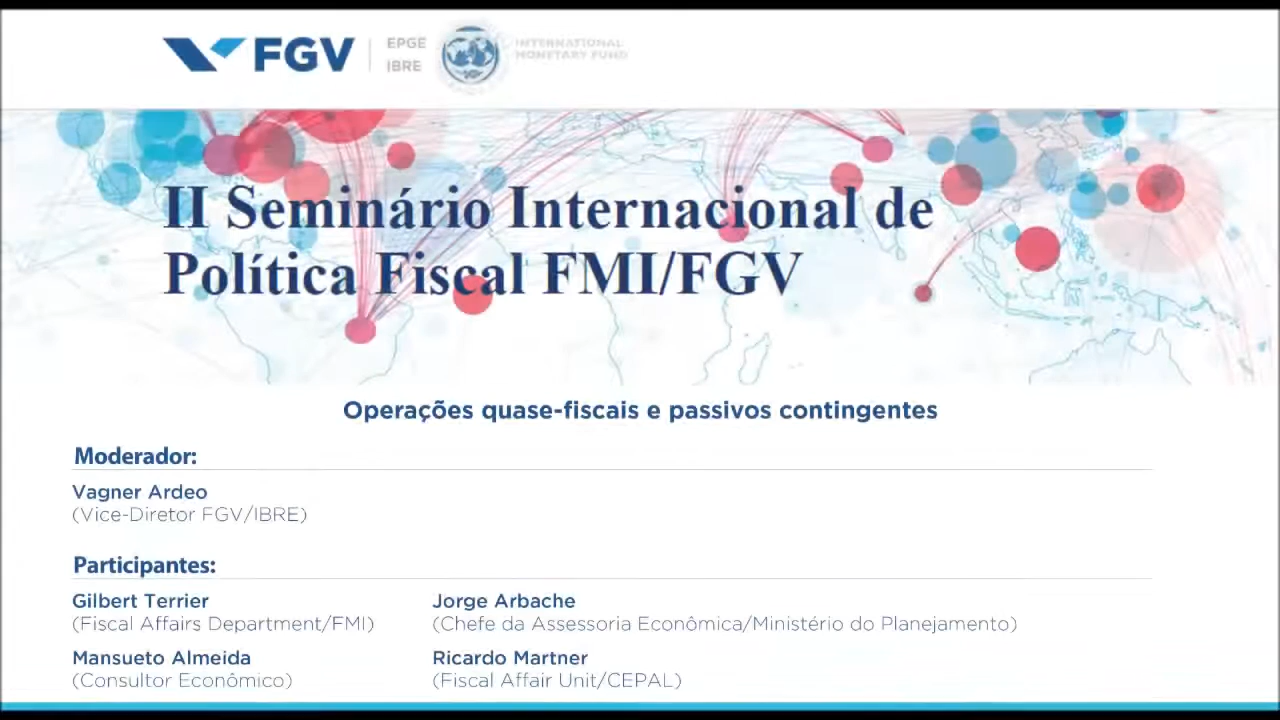 FGV
EPGE
IBRE
INTERNATIONAL
MONETARY FUND
II Seminário Internacional de
Política Fiscal FMI/FGV
Operações quase-fiscais e passivos contingentes
Moderador:
Vagner Ardeo
(Vice-Diretor FGV/IBRE)
Participantes:
Gilbert Terrier
(Fiscal Affairs Department/FMI)
Jorge Arbache
(Chefe da Assessoria Econômica/Ministério do Planejamento)
Mansueto Almeida
(Consultor Econômico)
Ricardo Martner
(Fiscal Affair Unit/CEPAL)